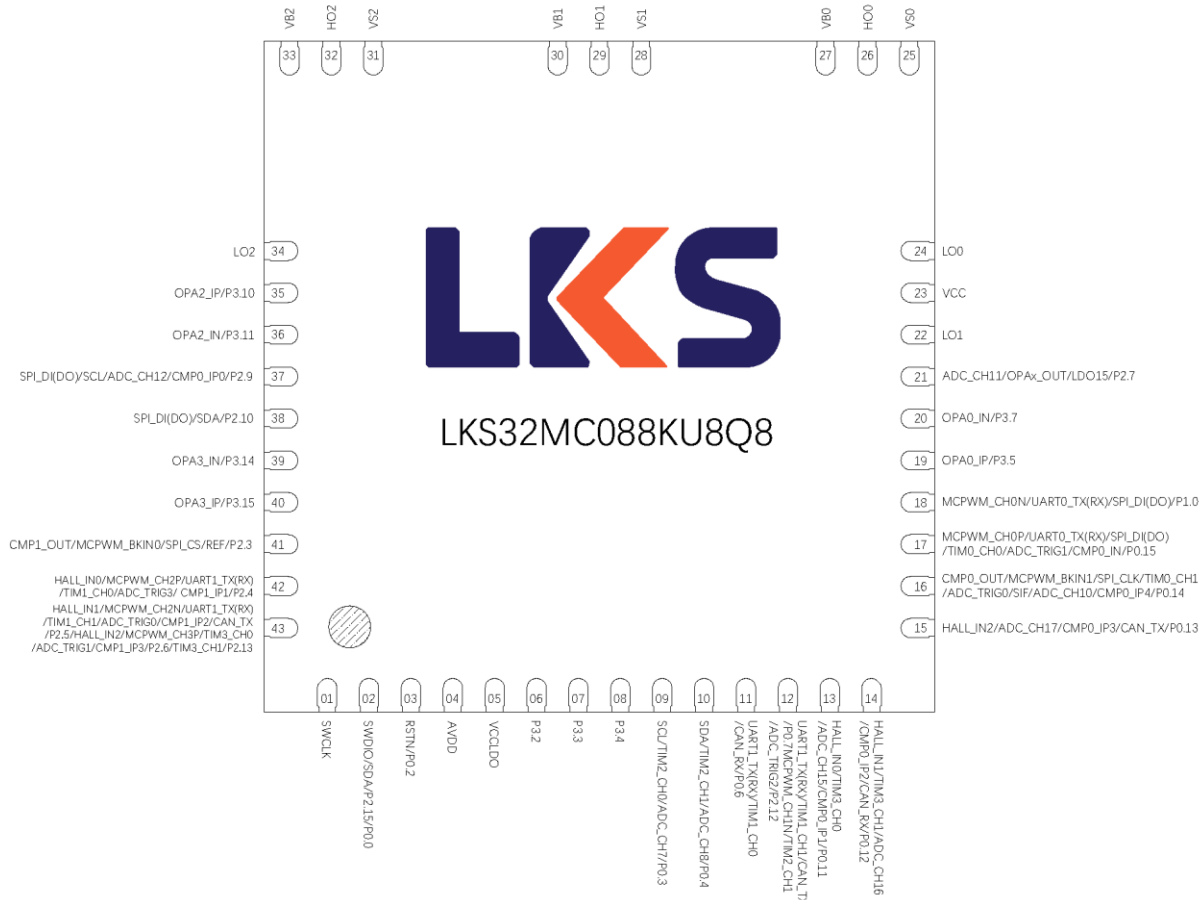 VB2
HO2
VS2
VB1
HO1
VS1
VB0
HO0
VS0
33
32
31
30
29
28
27
26
25
LO2 34
OPA2_IP/P3.10 35
OPA2_IN/P3.11 36
SPI_DI(DO)/SCL/ADC_CH12/CMP0_IP0/P2.9 37
SPI_DI(DO)/SDA/P2.10 38
OPA3_IN/P3.14 39
OPA3_IP/P3.15 40
CMP1_OUT/MCPWM_BKIN0/SPI_CS/REF/P2.3 41
HALL_IN0/MCPWM_CH2P/UART1_TX(RX)
/TIM1_CH0/ADC_TRIG3/ CMP1_IP1/P2.4
42
HALL_IN1/MCPWM_CH2N/UART1_TX(RX)
/TIM1_CH1/ADC_TRIG0/CMP1_IP2/CAN_TX
/P2.5/HALL_IN2/MCPWM_CH3P/TIM3_CH0
/ADC_TRIG1/CMP1_IP3/P2.6/TIM3_CH1/P2.13
43
LKS
LKS32MC088KU8Q8
24 LO0
23 VCC
22 LO1
21 ADC_CH11/OPAx_OUT/LDO15/P2.7
20 OPA0_IN/P3.7
19 OPA0_IP/P3.5
18 MCPWM_CH0N/UART0_TX(RX)/SPI_DI(DO)/P1.0
17
MCPWM_CH0P/UART0_TX(RX)/SPI_DI(DO)
/TIM0_CH0/ADC_TRIG1/CMP0_IN/P0.15
16
CMP0_OUT/MCPWM_BKIN1/SPI_CLK/TIM0_CH1
/ADC_TRIG0/SIF/ADC_CH10/CMP0_IP4/P0.14
15 HALL_IN2/ADC_CH17/CMP0_IP3/CAN_TX/P0.13
01
02
03
04
05
06
07
08
09
10
11
12
13
14
SWCLK
SWDIO/SDA/P2.15/P0.0
RSTN/P0.2
AVDD
VCCLDO
P3.2
P3.3
P3.4
SCL/TIM2_CH0/ADC_CH7/P0.3
SDA/TIM2_CH1/ADC_CH8/P0.4
UART1_TX(RX)/TIM1_CH0
/CAN_RX/P0.6
UART1_TX(RX)/TIM1_CH1/CAN_TX
/P0.7MCPWM_CH1N/TIM2_CH1
/ADC_TRIG2/P2.12
HALL_IN0/TIM3_CH0
/ADC_CH15/CMP0_IP1/P0.11
HALL_IN1/TIM3_CH1/ADC_CH16
/CMP0_IP2/CAN_RX/P0.12